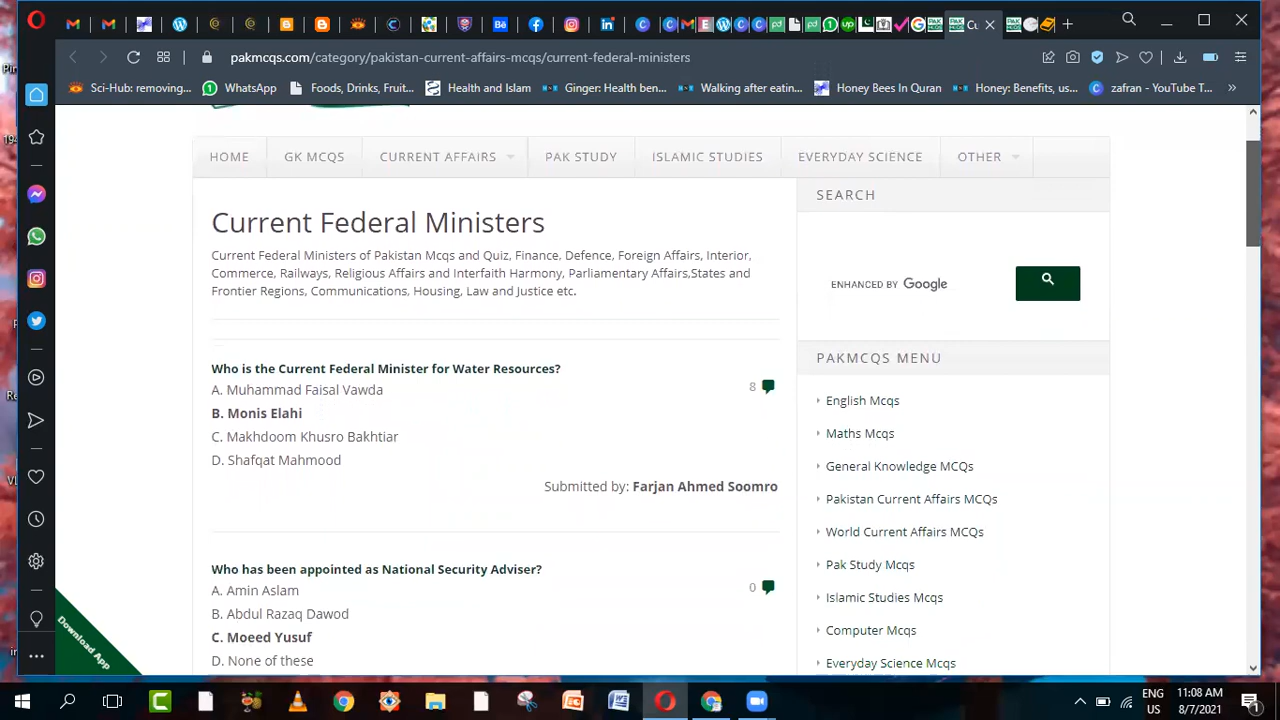 Cu
pakmcqs.com/category/pakistan-current-affairs-mcqs/current-federal-ministers
Sci-Hub: removing...
WhatsApp
Foods, Drinks, Fruit...
Health and Islam
Ginger: Health ben...
Walking after eatin...
Honey Bees In Quran
Honey: Benefits, us...
zafran - YouTube T...
HOME
GK MCQS
CURRENT AFFAIRS
PAK STUDY
ISLAMIC STUDIES
EVERYDAY SCIENCE
OTHER
Current Federal Ministers
Current Federal Ministers of Pakistan Mcqs and Quiz, Finance, Defence, Foreign Affairs, Interior,
Commerce, Railways, Religious Affairs and Interfaith Harmony, Parliamentary Affairs,States and
Frontier Regions, Communications, Housing, Law and Justice etc.
Who is the Current Federal Minister for Water Resources?
8
A. Muhammad Faisal Vawda
B. Monis Elahi
C. Makhdoom Khusro Bakhtiar
D. Shafqat Mahmood
Submitted by: Farjan Ahmed Soomro
Who has been appointed as National Security Adviser?
0
A. Amin Aslam
B. Abdul Razaq Dawod
C. Moeed Yusuf
D. None of these
SEARCH
ENHANCED BY Google
PAKMCQS MENU
English Mcqs
Maths Mcqs
General Knowledge MCQs
Pakistan Current Affairs MCQs
World Current Affairs MCQs
Pak Study Mcqs
Islamic Studies Mcqs
Computer Mcqs
Everyday Science Mcqs
Download App
ENG
US
11:08 AM
8/7/2021